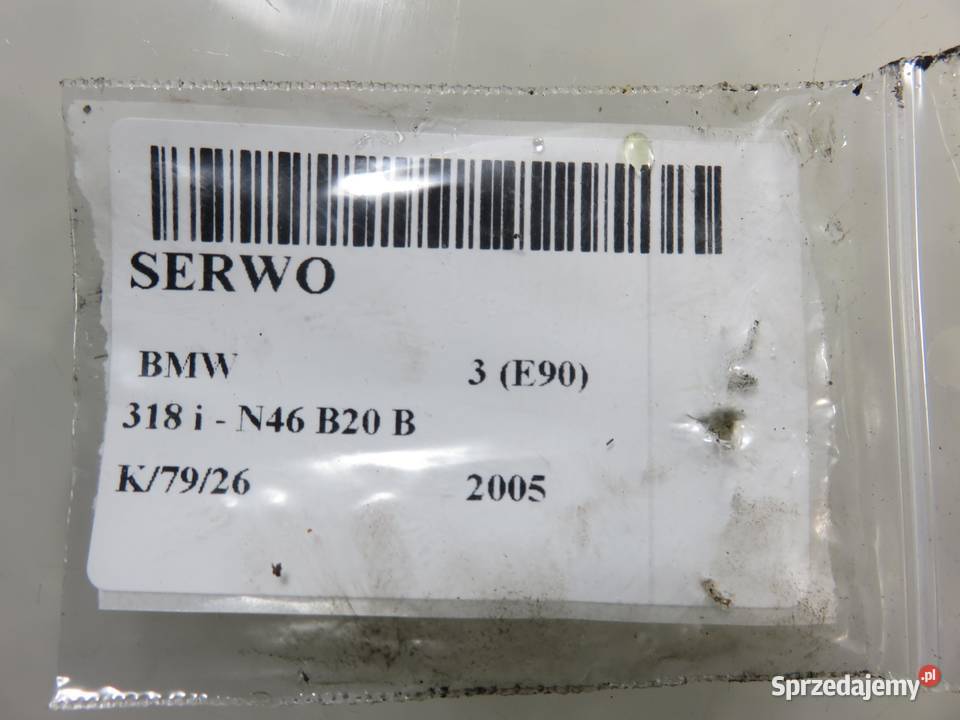 SERWO
BMW 3 (E90)
318 i - N46 B20 B
K/79/26 2005
Sprzedajemy.pl